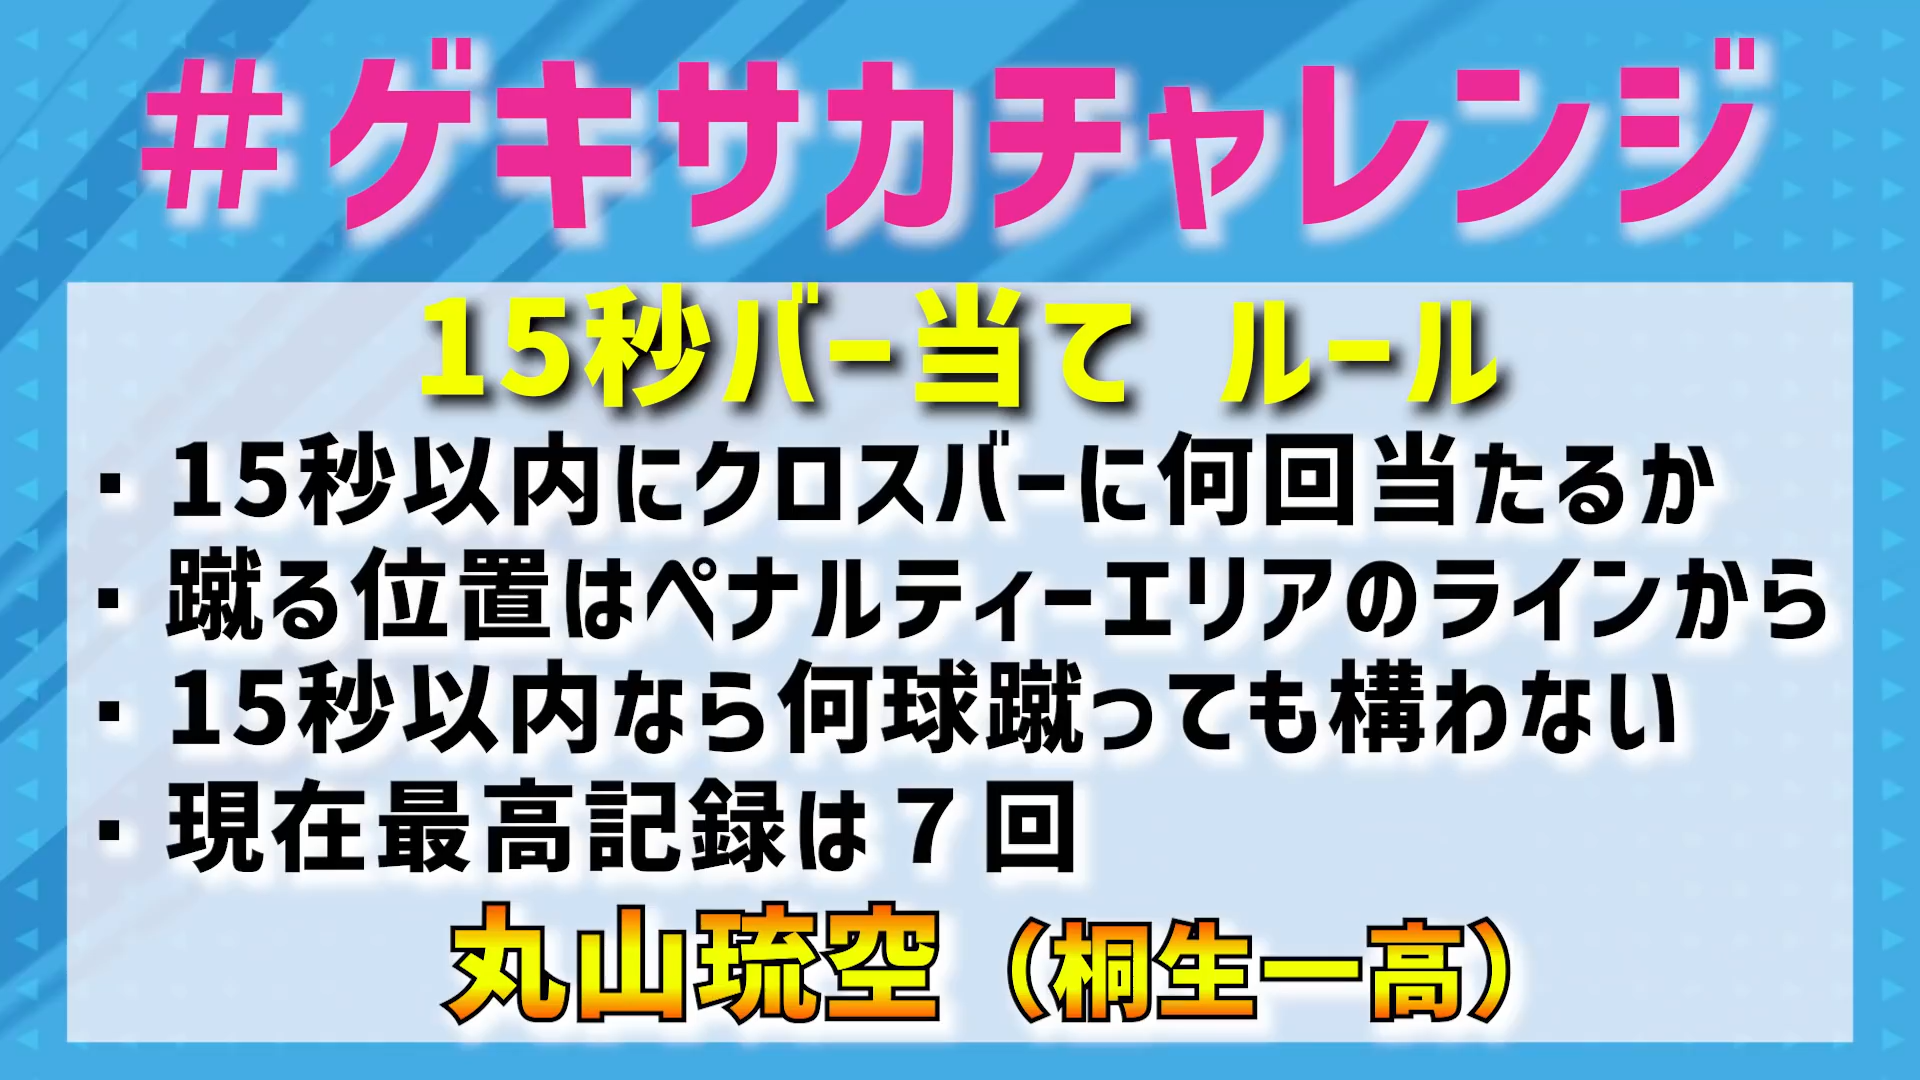 ＃ゲキサカチャレンジ
15秒バー当て ルール
・15秒以内にクロスバーに何回当たるか
・蹴る位置はペナルティーエリアのラインから
・15秒以内なら何球蹴っても構わない
・現在最高記録は７回
丸山琉空（桐生一高）